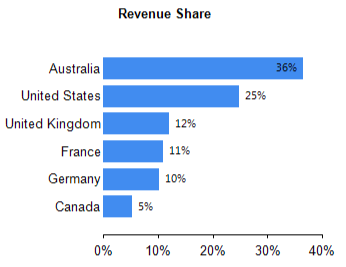 Revenue Share
Australia 36%
United States 25%
United Kingdom 12%
France 11%
Germany 10%
Canada 5%
0% 10% 20% 30% 40%